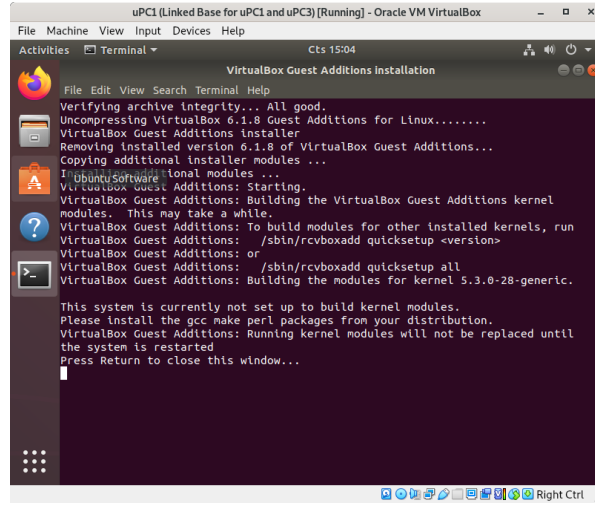 uPC1 (Linked Base for uPC1 and uPC3) [Running] - Oracle VM VirtualBox
File Machine View Input Devices Help
Activities Terminal Cts 15:04
VirtualBox Guest Additions installation
File Edit View Search Terminal Help
Verifying archive integrity... All good.
Uncompressing VirtualBox 6.1.8 Guest Additions for Linux........
VirtualBox Guest Additions installer
Removing installed version 6.1.8 of VirtualBox Guest Additions...
Copying additional installer modules ...
Installing additional modules ...
Ubuntu Software
VirtualBox Guest Additions: Starting.
VirtualBox Guest Additions: Building the VirtualBox Guest Additions kernel
modules.  This may take a while.
VirtualBox Guest Additions: To build modules for other installed kernels, run
VirtualBox Guest Additions:   /sbin/rcvboxadd quicksetup <version>
VirtualBox Guest Additions: or
VirtualBox Guest Additions:   /sbin/rcvboxadd quicksetup all
VirtualBox Guest Additions: Building the modules for kernel 5.3.0-28-generic.
This system is currently not set up to build kernel modules.
Please install the gcc make perl packages from your distribution.
VirtualBox Guest Additions: Running kernel modules will not be replaced until
the system is restarted
Press Return to close this window...
Right Ctrl